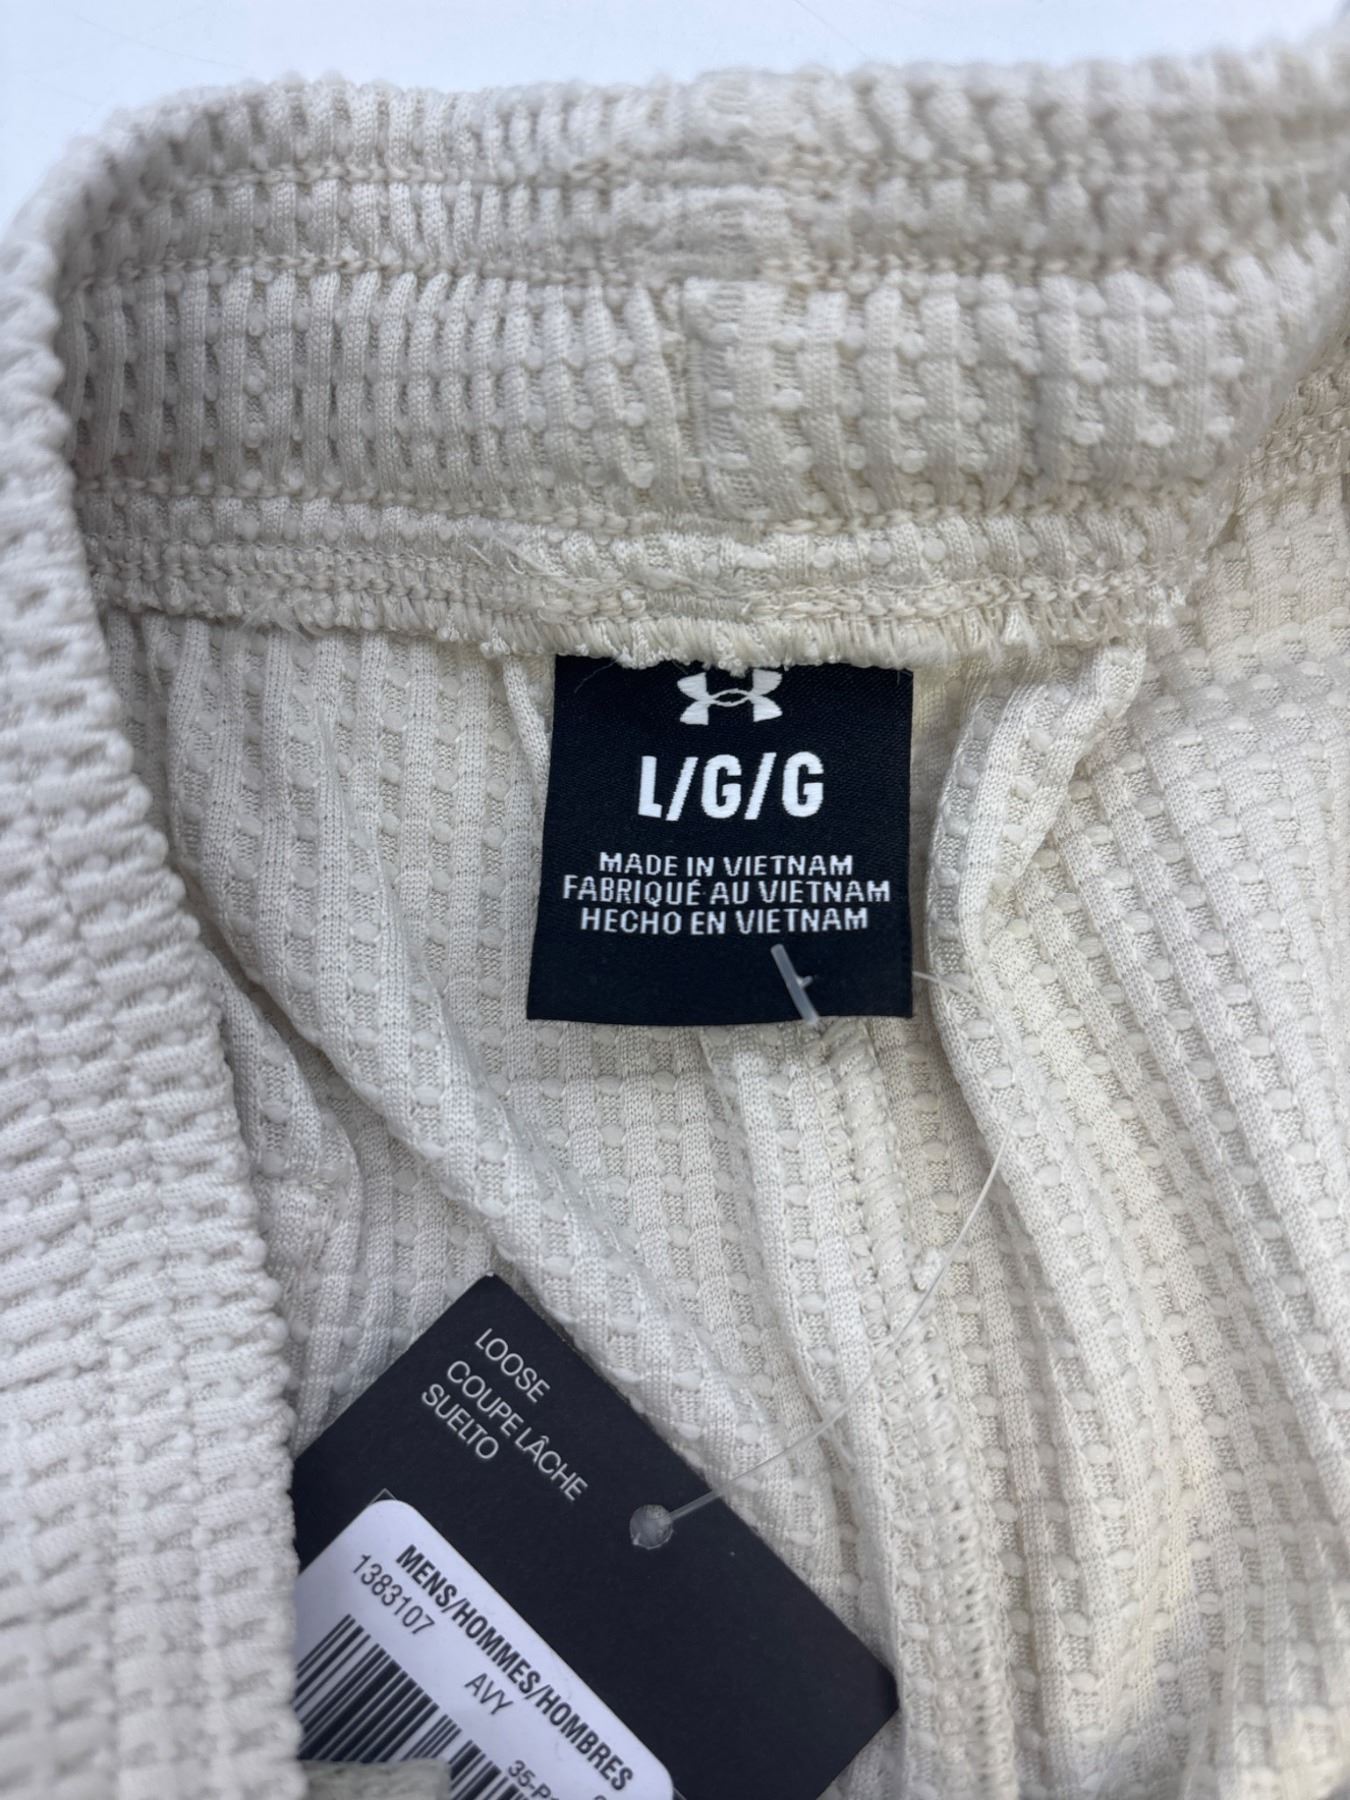 L/G/G
MADE IN VIETNAM
FABRIQUÉ AU VIETNAM
HECHO EN VIETNAM
LOOSE
COUPE LÂCHE
SUELTO
MENS/HOMMES/HOMBRES
1383107
AVY